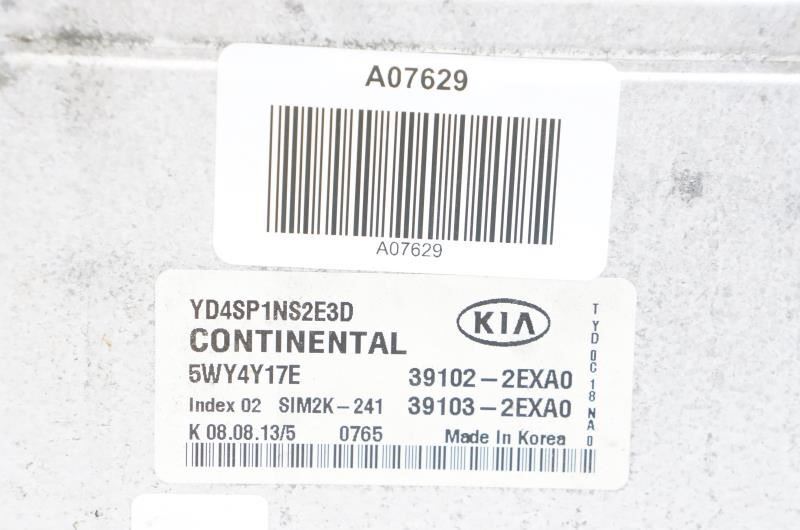 A07629
A07629
YD4SP1NS2E3D
KIA
CONTINENTAL
5WY4Y17E 39102-2EXA0
Index 02 SIM2K-241 39103-2EXA0
K 08.08.13/5 0765 Made In Korea
TYD0C18NA0